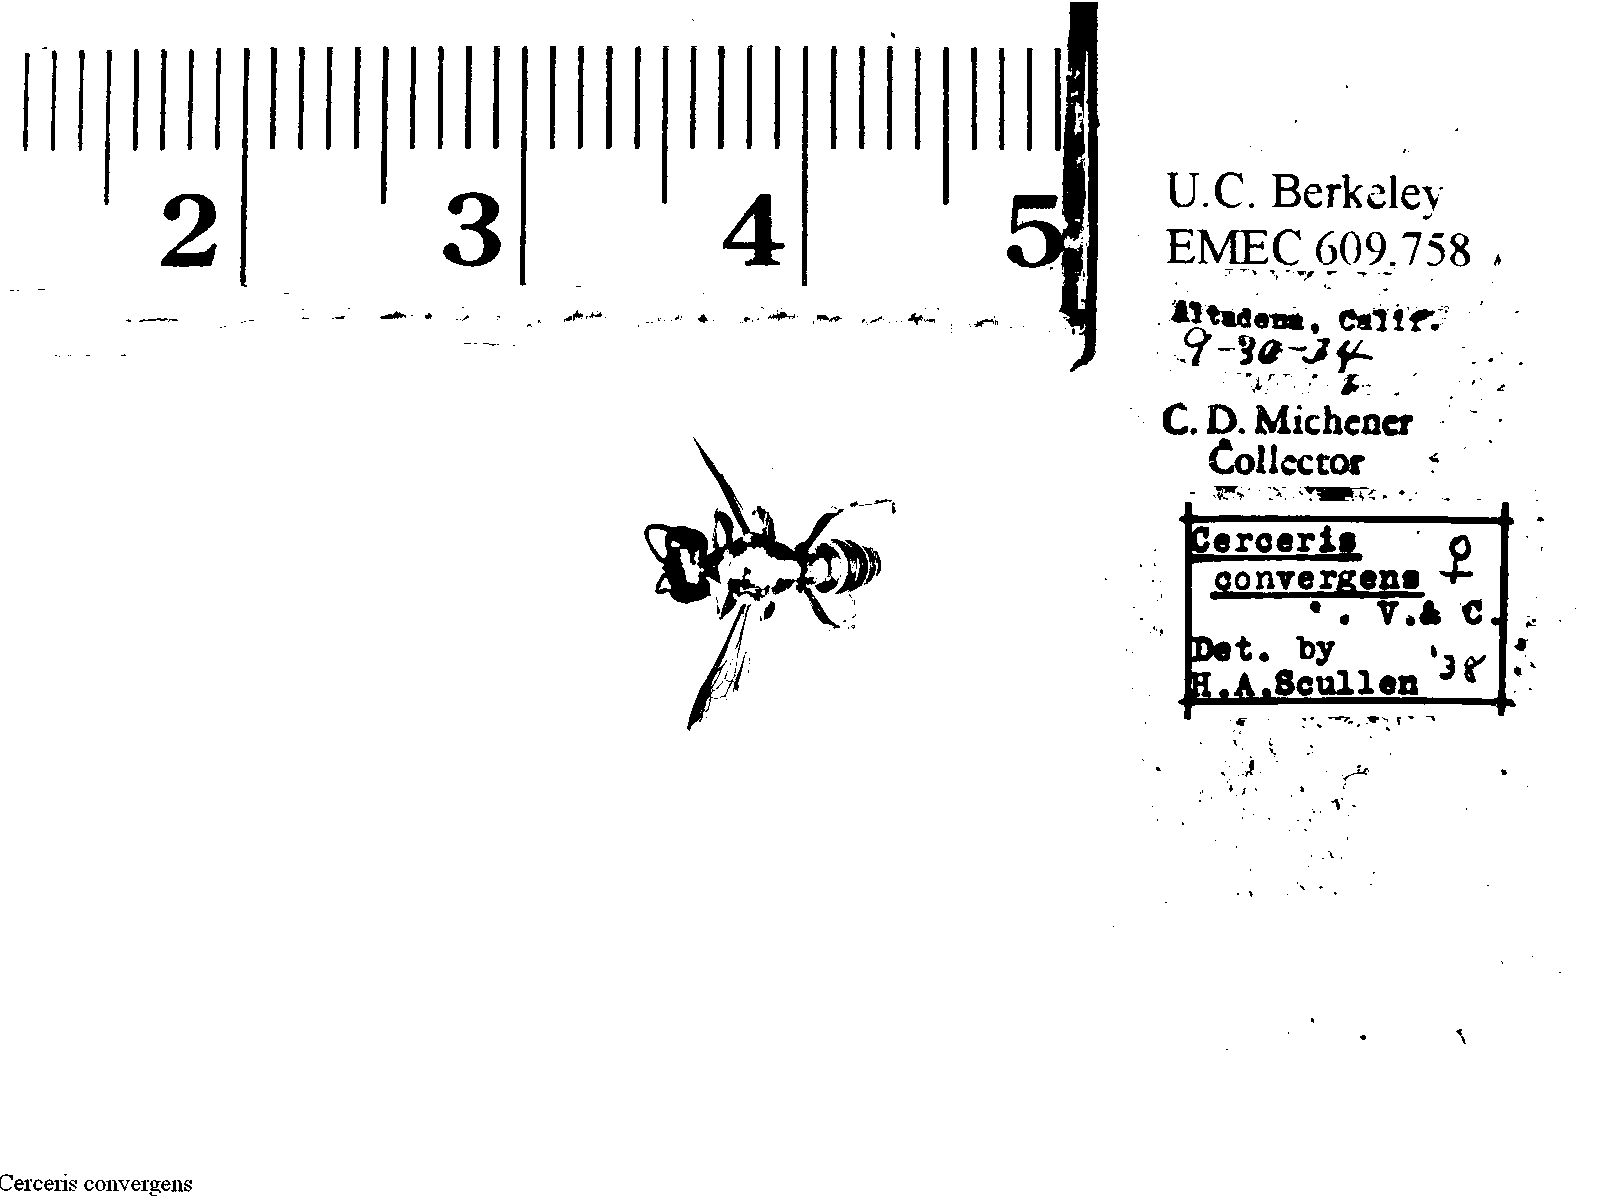 2 3 4 5
U.C. Berkeley
EMEC 609,758
Altadena, Calif.
9-30-34
C. D. Michener
Collector
Cerceris ♀
convergens
V.& C.
Det. by
H.A.Scullen '38
Cerceris convergens